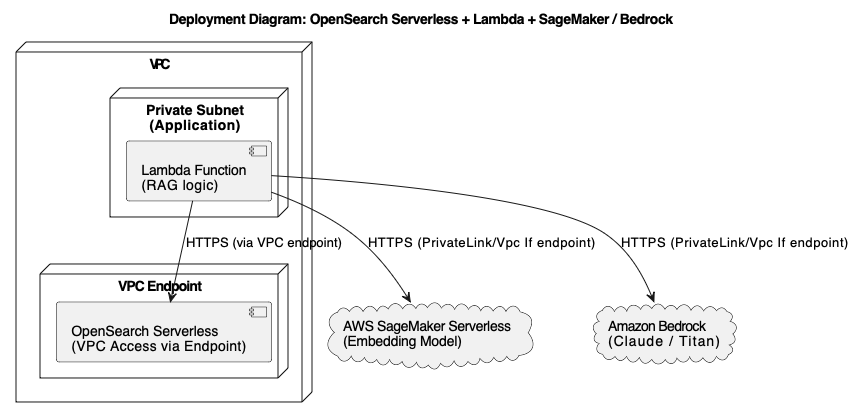 Deployment Diagram: OpenSearch Serverless + Lambda + SageMaker / Bedrock
VPC
Private Subnet
(Application)
Lambda Function
(RAG logic)
HTTPS (via VPC endpoint)
HTTPS (PrivateLink/Vpc If endpoint)
HTTPS (PrivateLink/Vpc If endpoint)
VPC Endpoint
OpenSearch Serverless
(VPC Access via Endpoint)
AWS SageMaker Serverless
(Embedding Model)
Amazon Bedrock
(Claude / Titan)